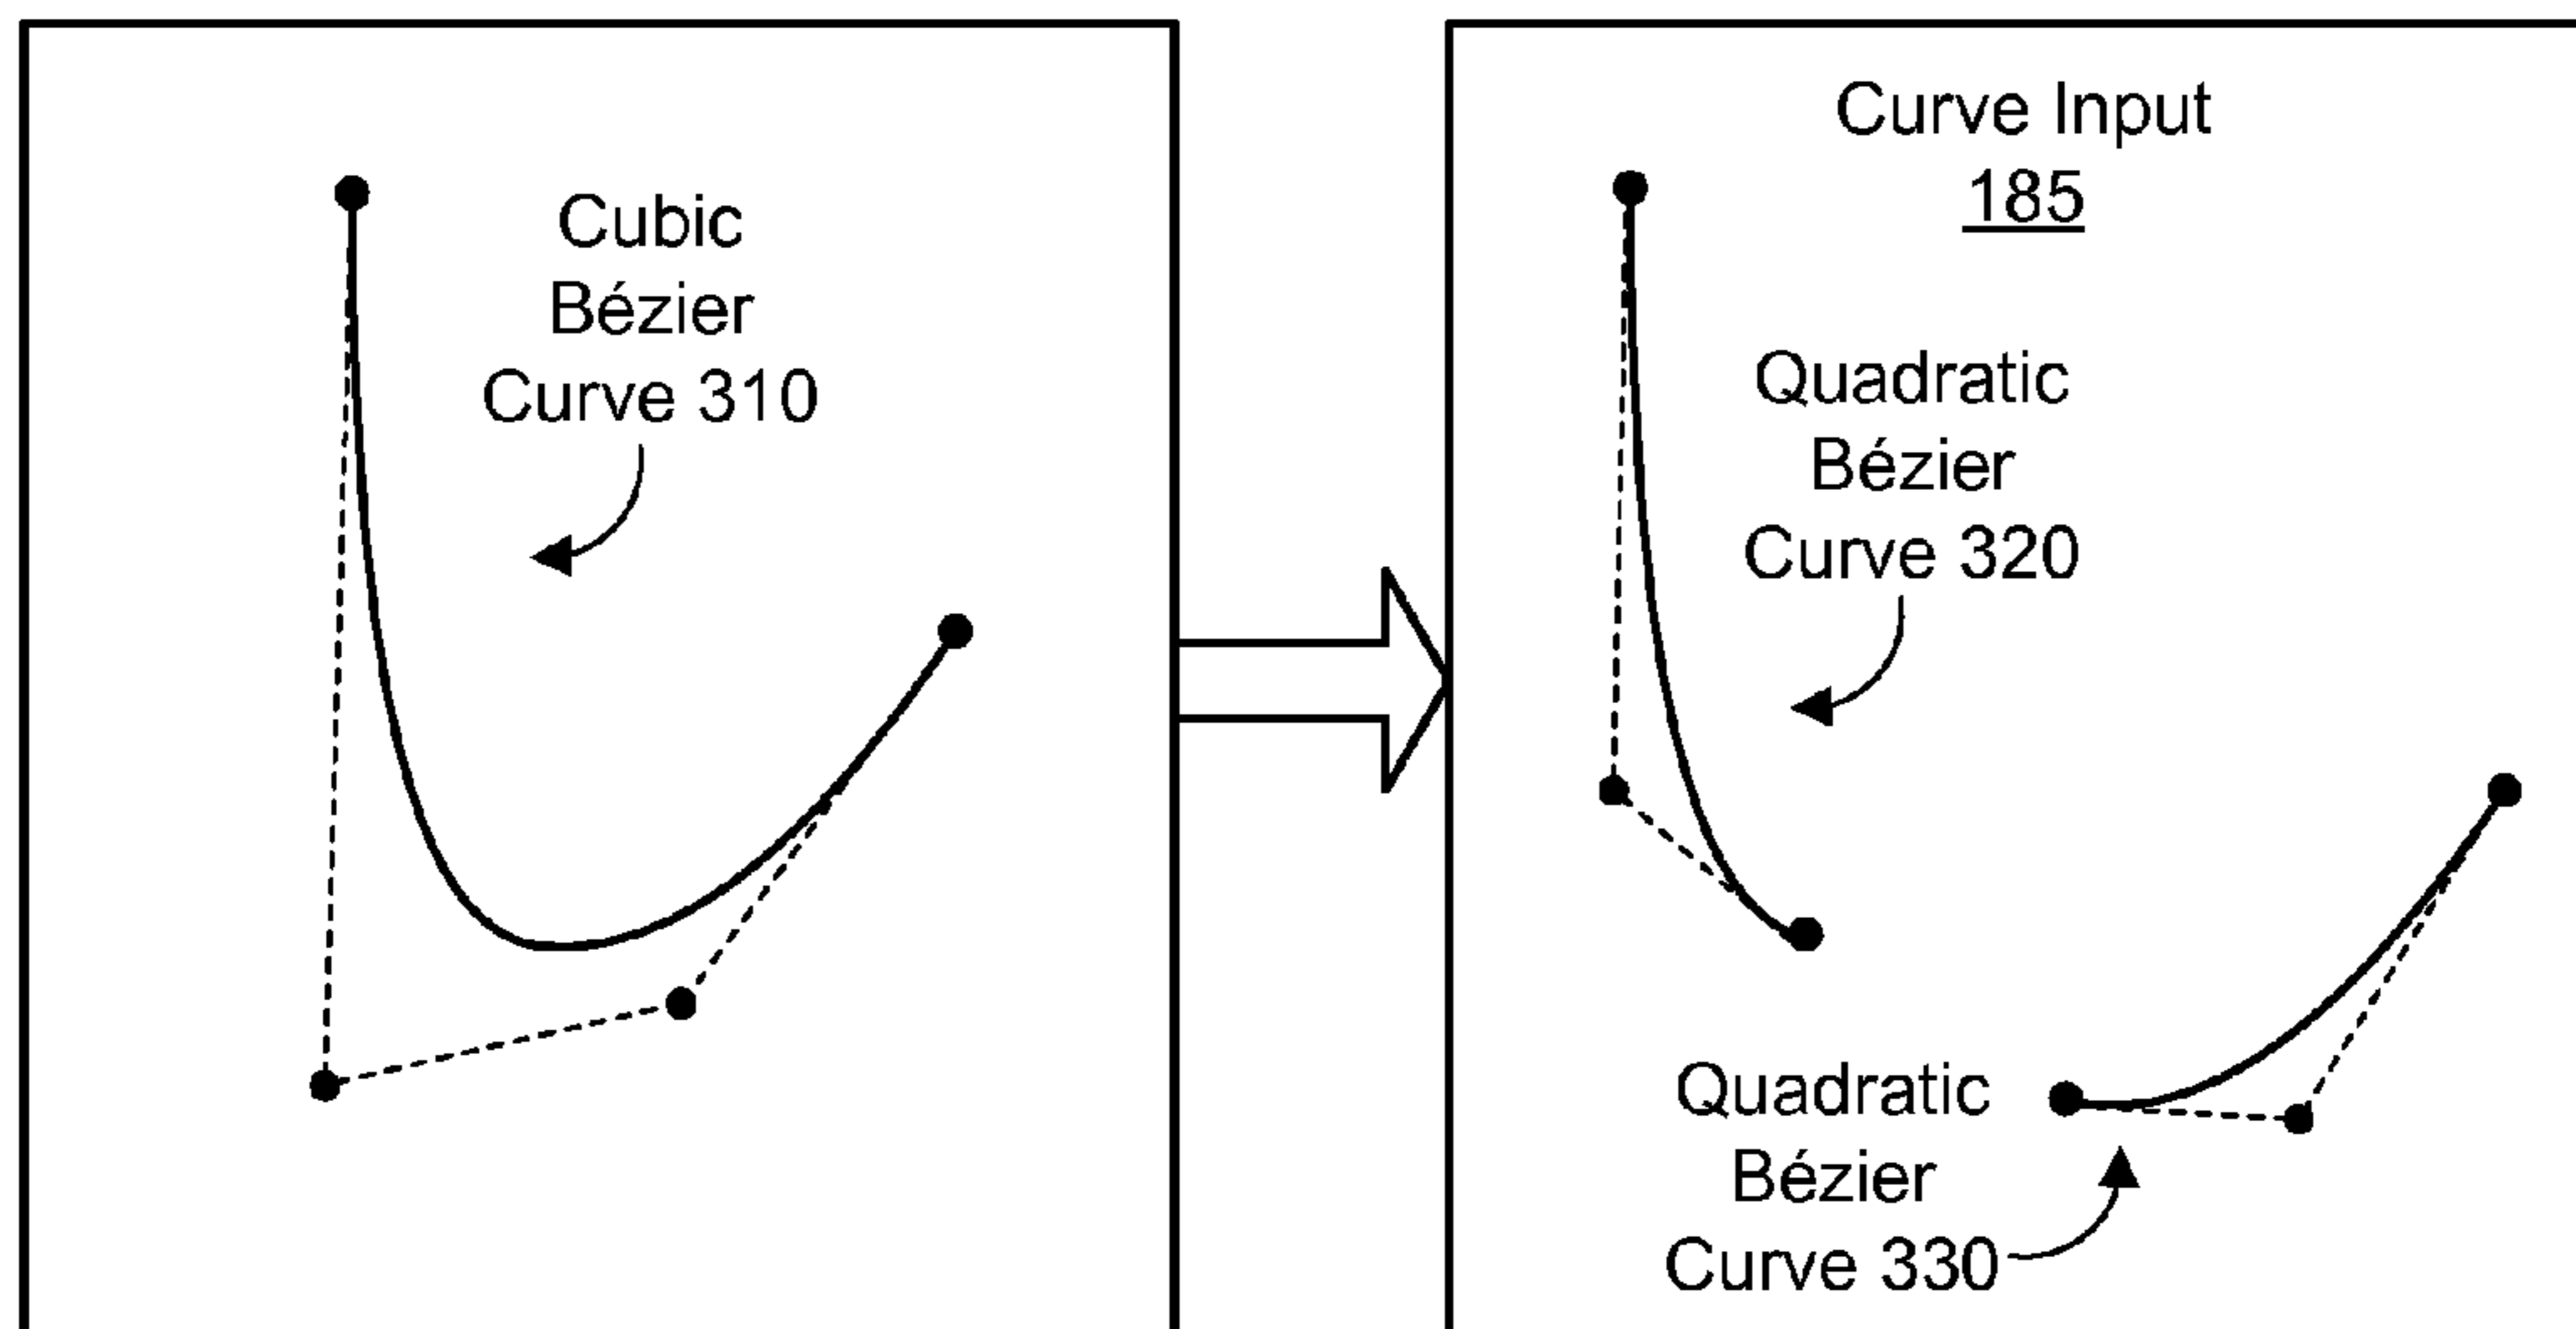 Cubic
Bézier
Curve 310
Curve Input
185
Quadratic
Bézier
Curve 320
Quadratic
Bézier
Curve 330